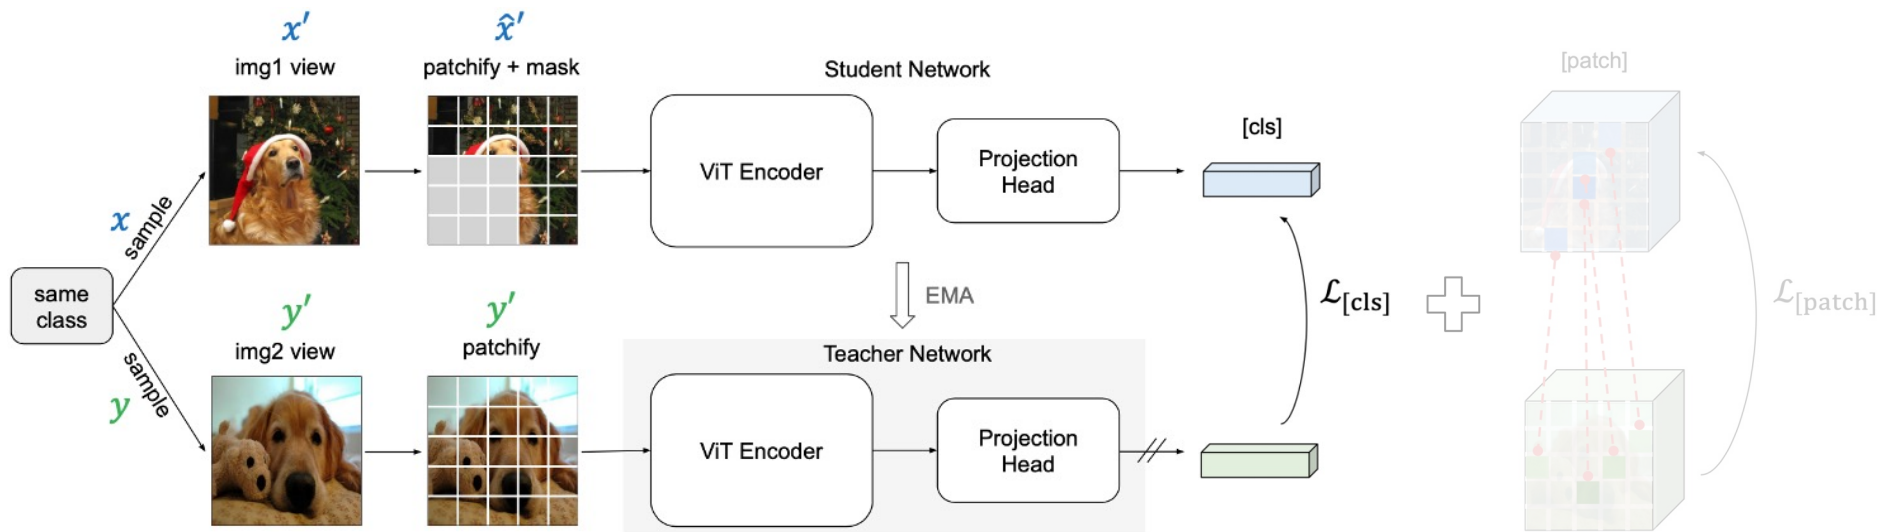 x′
x̂′
img1 view
patchify + mask
Student Network
[patch]
[cls]
ViT Encoder
Projection
Head
x
sample
same
class
EMA
ℒ[cls]
ℒ[patch]
y′
y′
img2 view
patchify
Teacher Network
sample
y
ViT Encoder
Projection
Head